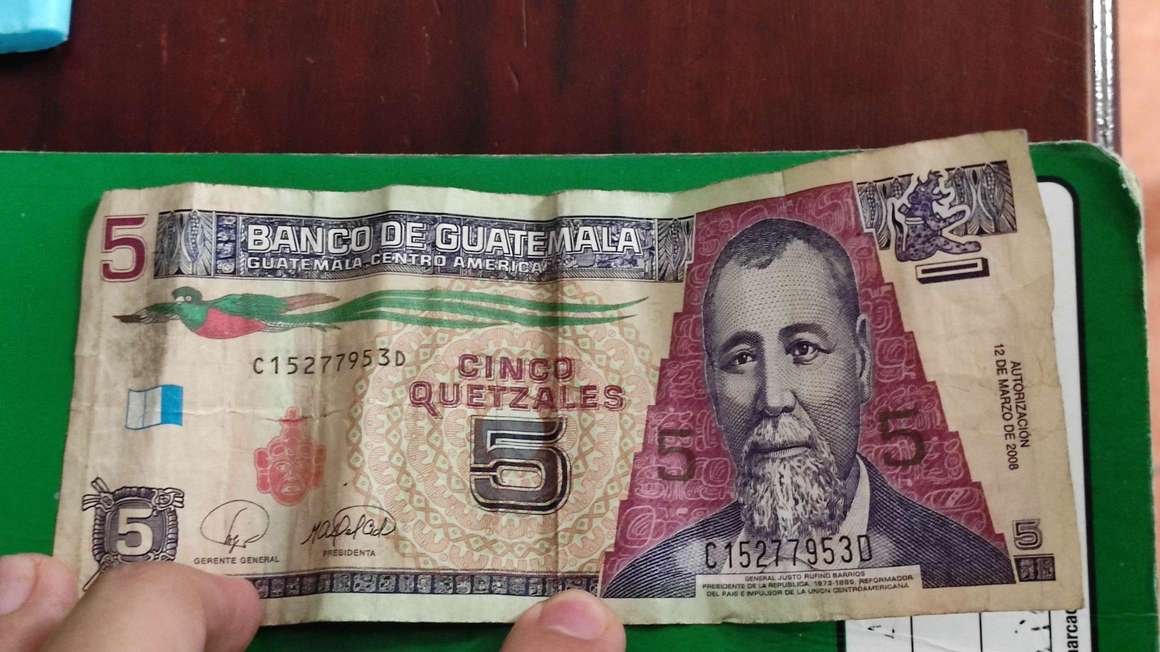 5
BANCO DE GUATEMALA
GUATEMALA, CENTRO AMERICA
C15277953D
CINCO
QUETZALES
5
5
5
5
GERENTE GENERAL
PRESIDENTA
C15277953D
GENERAL JUSTO RUFINO BARRIOS
PRESIDENTE DE LA REPUBLICA, 1873-1885, REFORMADOR
DEL PAIS E IMPULSOR DE LA UNION CENTROAMERICANA.
AUTORIZACIÓN
12 DE MARZO DE 2008
5
marcad